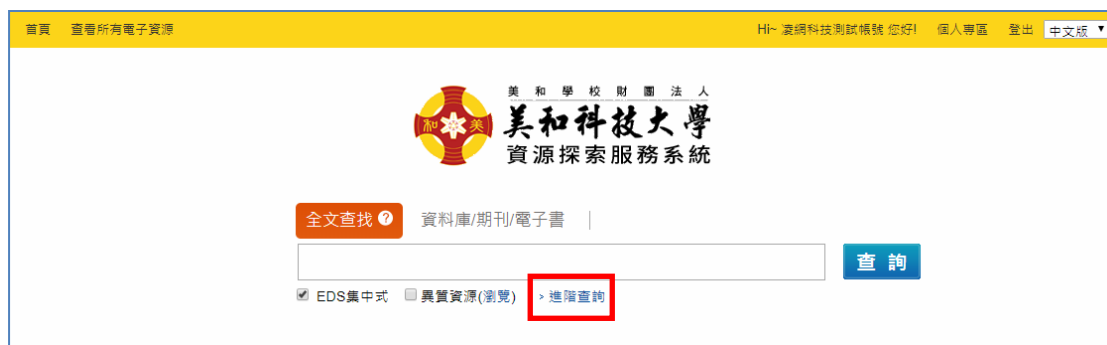 首頁 查看所有電子資源 Hi~ 凌網科技測試帳號 您好! 個人專區 登出 中文版
美和學校財團法人
和 美
美和科技大學
資源探索服務系統
全文查找 ? 資料庫/期刊/電子書
查 詢
EDS集中式 異質資源(瀏覽) › 進階查詢